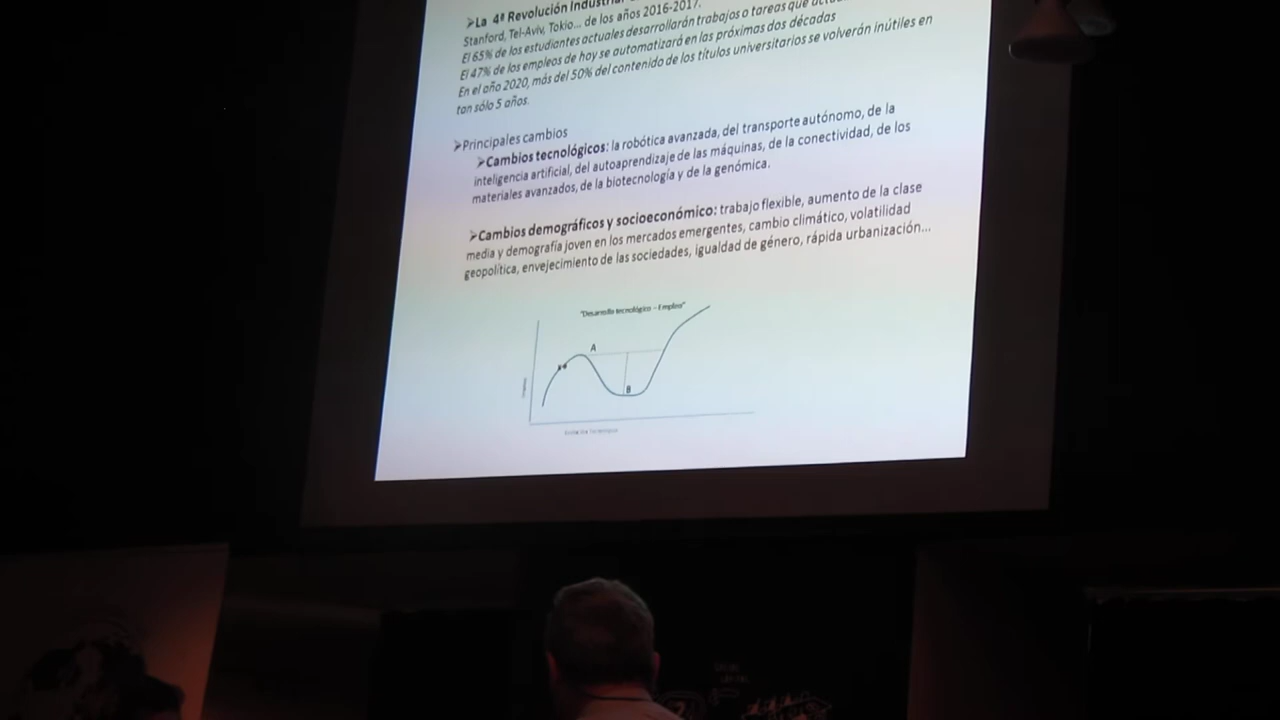 ➢La 4ª Revolución Industrial
Stanford, Tel-Aviv, Tokio... de los años 2016-2017.
El 65% de los estudiantes actuales desarrollarán trabajos o tareas que
El 47% de los empleos de hoy se automatizará en las próximas dos décadas
En el año 2020, más del 50% del contenido de los títulos universitarios se volverán inútiles en
tan sólo 5 años.
➢Principales cambios
➢Cambios tecnológicos: la robótica avanzada, del transporte autónomo, de la
inteligencia artificial, del autoaprendizaje de las máquinas, de la conectividad, de los
materiales avanzados, de la biotecnología y de la genómica.
➢Cambios demográficos y socioeconómico: trabajo flexible, aumento de la clase
media y demografía joven en los mercados emergentes, cambio climático, volatilidad
geopolítica, envejecimiento de las sociedades, igualdad de género, rápida urbanización...
"Desarrollo tecnológico – Empleo"
A
B